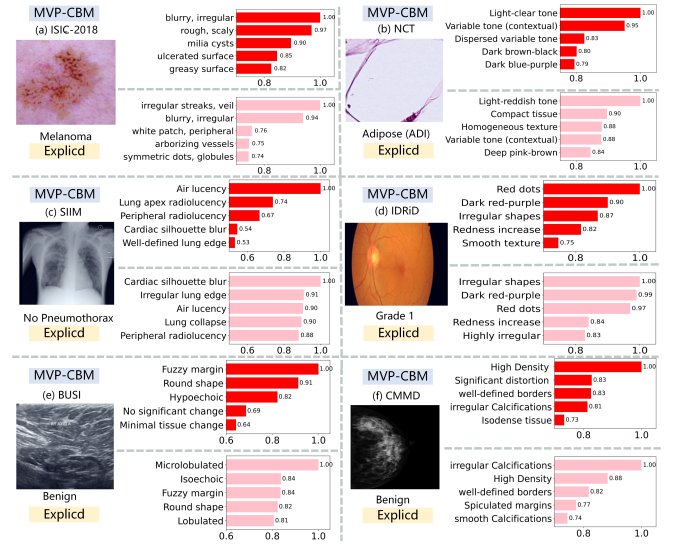 MVP-CBM
(a) ISIC-2018
Melanoma
Explicd
blurry, irregular 1.00
rough, scaly 0.97
milia cysts 0.90
ulcerated surface 0.85
greasy surface 0.82
0.8 1.0
irregular streaks, veil 1.00
blurry, irregular 0.94
white patch, peripheral 0.76
arborizing vessels 0.75
symmetric dots, globules 0.74
0.8 1.0
MVP-CBM
(b) NCT
Adipose (ADI)
Explicd
Light-clear tone 1.00
Variable tone (contextual) 0.95
Dispersed variable tone 0.83
Dark brown-black 0.80
Dark blue-purple 0.79
0.8 1.0
Light-reddish tone 1.00
Compact tissue 0.90
Homogeneous texture 0.88
Variable tone (contextual) 0.88
Deep pink-brown 0.84
0.8 1.0
MVP-CBM
(c) SIIM
No Pneumothorax
Explicd
Air lucency 1.00
Lung apex radiolucency 0.74
Peripheral radiolucency 0.67
Cardiac silhouette blur 0.54
Well-defined lung edge 0.53
0.6 0.8 1.0
Cardiac silhouette blur 1.00
Irregular lung edge 0.91
Air lucency 0.90
Lung collapse 0.90
Peripheral radiolucency 0.88
0.6 0.8 1.0
MVP-CBM
(d) IDRiD
Grade 1
Explicd
Red dots 1.00
Dark red-purple 0.90
Irregular shapes 0.87
Redness increase 0.82
Smooth texture 0.75
0.8 1.0
Irregular shapes 1.00
Dark red-purple 0.99
Red dots 0.97
Redness increase 0.84
Highly irregular 0.83
0.8 1.0
MVP-CBM
(e) BUSI
Benign
Explicd
Fuzzy margin 1.00
Round shape 0.91
Hypoechoic 0.82
No significant change 0.69
Minimal tissue change 0.64
0.6 0.8 1.0
Microlobulated 1.00
Isoechoic 0.84
Fuzzy margin 0.84
Round shape 0.82
Lobulated 0.81
0.6 0.8 1.0
MVP-CBM
(f) CMMD
Benign
Explicd
High Density 1.00
Significant distortion 0.83
well-defined borders 0.83
irregular Calcifications 0.81
Isodense tissue 0.73
0.8 1.0
irregular Calcifications 1.00
High Density 0.88
well-defined borders 0.82
Spiculated margins 0.77
smooth Calcifications 0.74
0.8 1.0